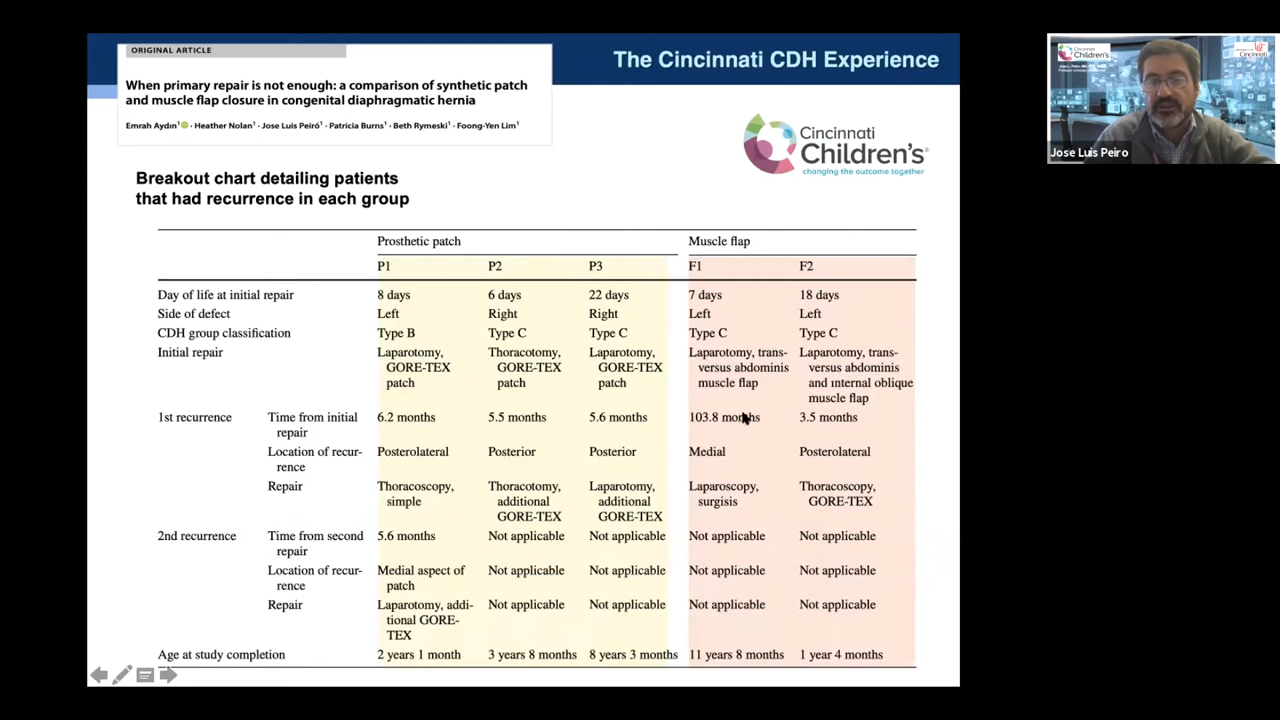 ORIGINAL ARTICLE
The Cincinnati CDH Experience
When primary repair is not enough: a comparison of synthetic patch
and muscle flap closure in congenital diaphragmatic hernia
Emrah Aydın¹ · Heather Nolan¹ · Jose Luis Peiró¹ · Patricia Burns¹ · Beth Rymeski¹ · Foong-Yen Lim¹
Cincinnati
Children's®
changing the outcome together
Breakout chart detailing patients
that had recurrence in each group
Prosthetic patch Muscle flap
P1 P2 P3 F1 F2
Day of life at initial repair 8 days 6 days 22 days 7 days 18 days
Side of defect Left Right Right Left Left
CDH group classification Type B Type C Type C Type C Type C
Initial repair Laparotomy, Thoracotomy, Laparotomy, Laparotomy, trans- Laparotomy, trans-
GORE-TEX GORE-TEX GORE-TEX versus abdominis versus abdominis
patch patch patch muscle flap and internal oblique
muscle flap
1st recurrence Time from initial 6.2 months 5.5 months 5.6 months 103.8 months 3.5 months
repair
Location of recur- Posterolateral Posterior Posterior Medial Posterolateral
rence
Repair Thoracoscopy, Thoracotomy, Laparotomy, Laparoscopy, Thoracoscopy,
simple additional additional surgisis GORE-TEX
GORE-TEX GORE-TEX
2nd recurrence Time from second 5.6 months Not applicable Not applicable Not applicable Not applicable
repair
Location of recur- Medial aspect of Not applicable Not applicable Not applicable Not applicable
rence patch
Repair Laparotomy, addi- Not applicable Not applicable Not applicable Not applicable
tional GORE-
TEX
Age at study completion 2 years 1 month 3 years 8 months 8 years 3 months 11 years 8 months 1 year 4 months
Cincinnati
Children's
Cincinnati
Jose Luis Peiro